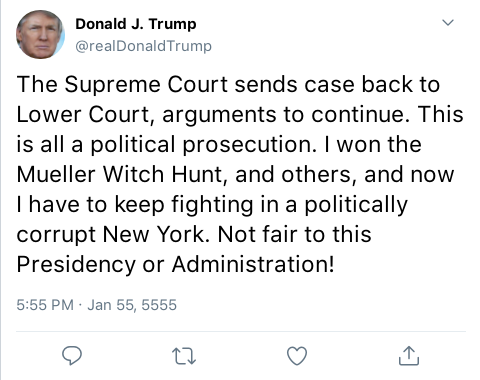 Donald J. Trump
@realDonaldTrump
The Supreme Court sends case back to
Lower Court, arguments to continue. This
is all a political prosecution. I won the
Mueller Witch Hunt, and others, and now
I have to keep fighting in a politically
corrupt New York. Not fair to this
Presidency or Administration!
5:55 PM · Jan 55, 5555